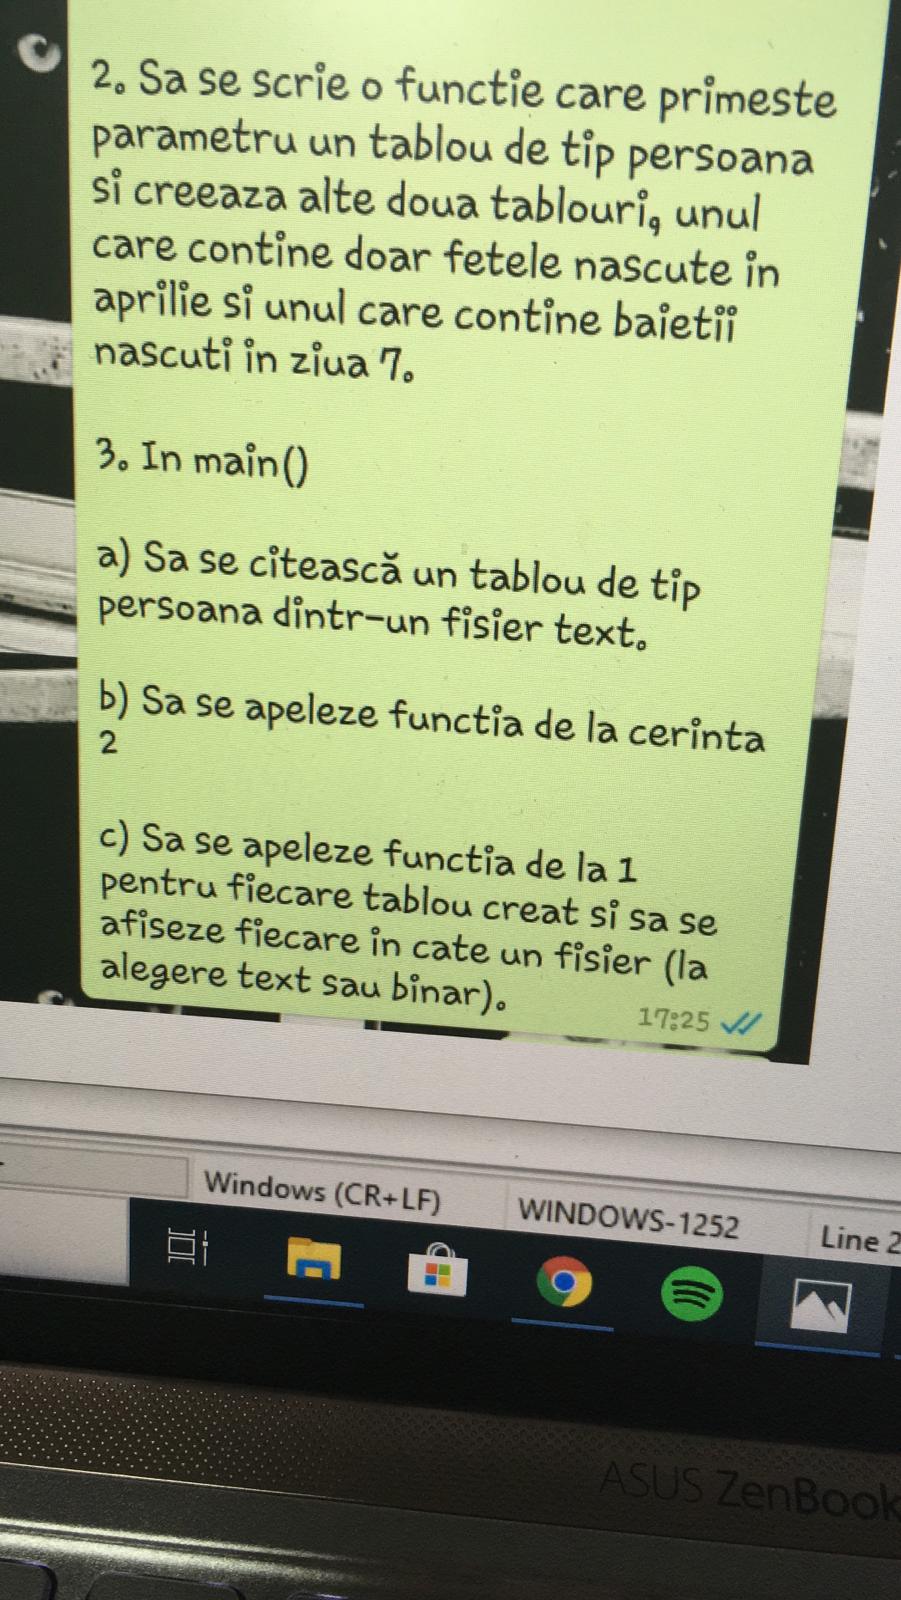 2. Sa se scrie o functie care primeste
parametru un tablou de tip persoana
si creeaza alte doua tablouri, unul
care contine doar fetele nascute in
aprilie si unul care contine baietii
nascuti in ziua 7.
3. In main()
a) Sa se citească un tablou de tip
persoana dintr-un fisier text.
b) Sa se apeleze functia de la cerinta
2
c) Sa se apeleze functia de la 1
pentru fiecare tablou creat si sa se
afiseze fiecare in cate un fisier (la
alegere text sau binar).
17:25
Windows (CR+LF)
WINDOWS-1252
Line 2
ASUS ZenBook